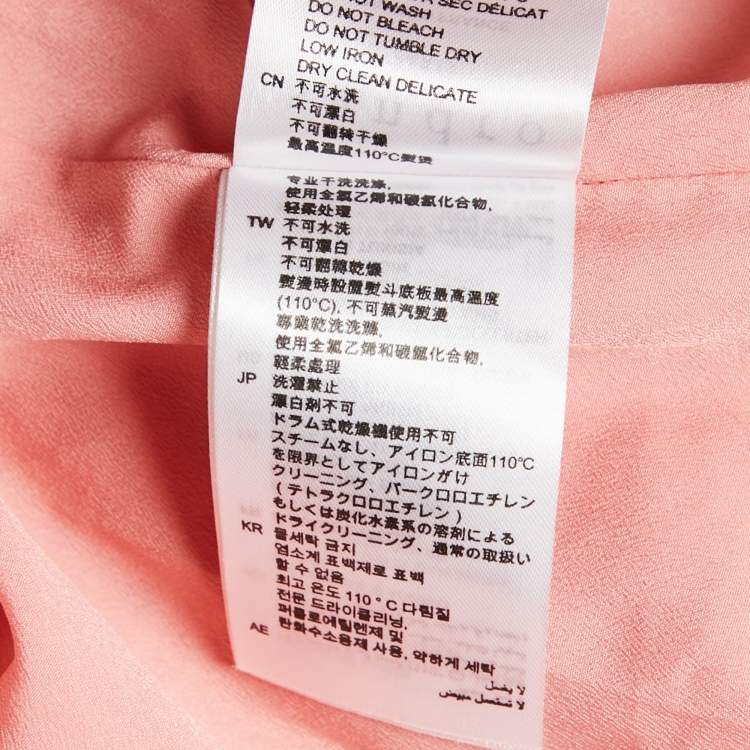 SEC DÉLICAT
NOT WASH
DO NOT BLEACH
DO NOT TUMBLE DRY
LOW IRON
DRY CLEAN DELICATE
CN 不可水洗
不可漂白
不可翻转干燥
最高温度110°C熨烫
专业干洗洗涤,
使用全氯乙烯和碳氢化合物,
轻柔处理
TW 不可水洗
不可漂白
不可翻轉乾燥
熨燙時設置熨斗底板最高溫度
(110°C), 不可蒸汽熨燙
專業乾洗洗滌,
使用全氯乙烯和碳氫化合物,
輕柔處理
JP 洗濯禁止
漂白剤不可
ドラム式乾燥機使用不可
スチームなし、アイロン底面110°C
を限界としてアイロンがけ
クリーニング、パークロロエチレン
(テトラクロロエチレン)
もしくは炭化水素系の溶剤による
ドライクリーニング、通常の取扱い
KR 물세탁 금지
염소계 표백제로 표백
할 수 없음
최고 온도 110 ° C 다림질
전문 드라이클리닝,
퍼클로에틸렌제 및
탄화수소용제 사용, 약하게 세탁
AE لا يغسل
لا تستعمل مبيض